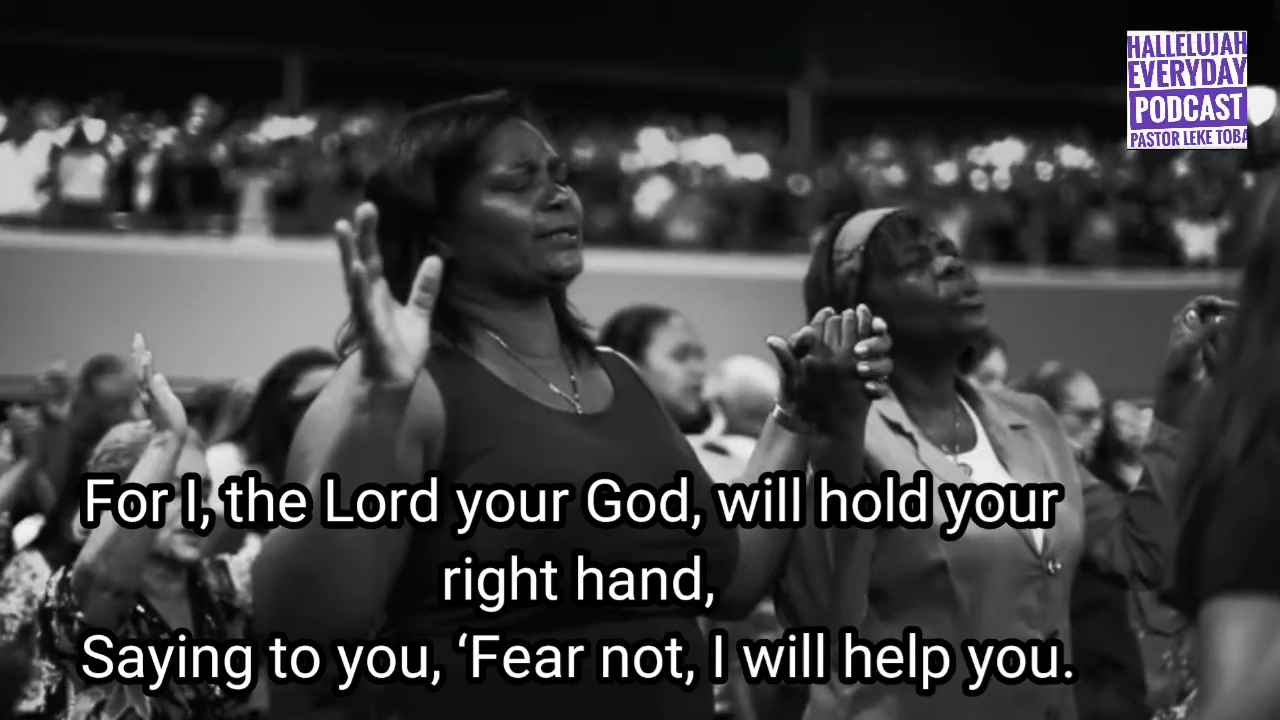 HALLELUJAH
EVERYDAY
PODCAST
PASTOR LEKE TOBA
For I, the Lord your God, will hold your
right hand,
Saying to you, ‘Fear not, I will help you.